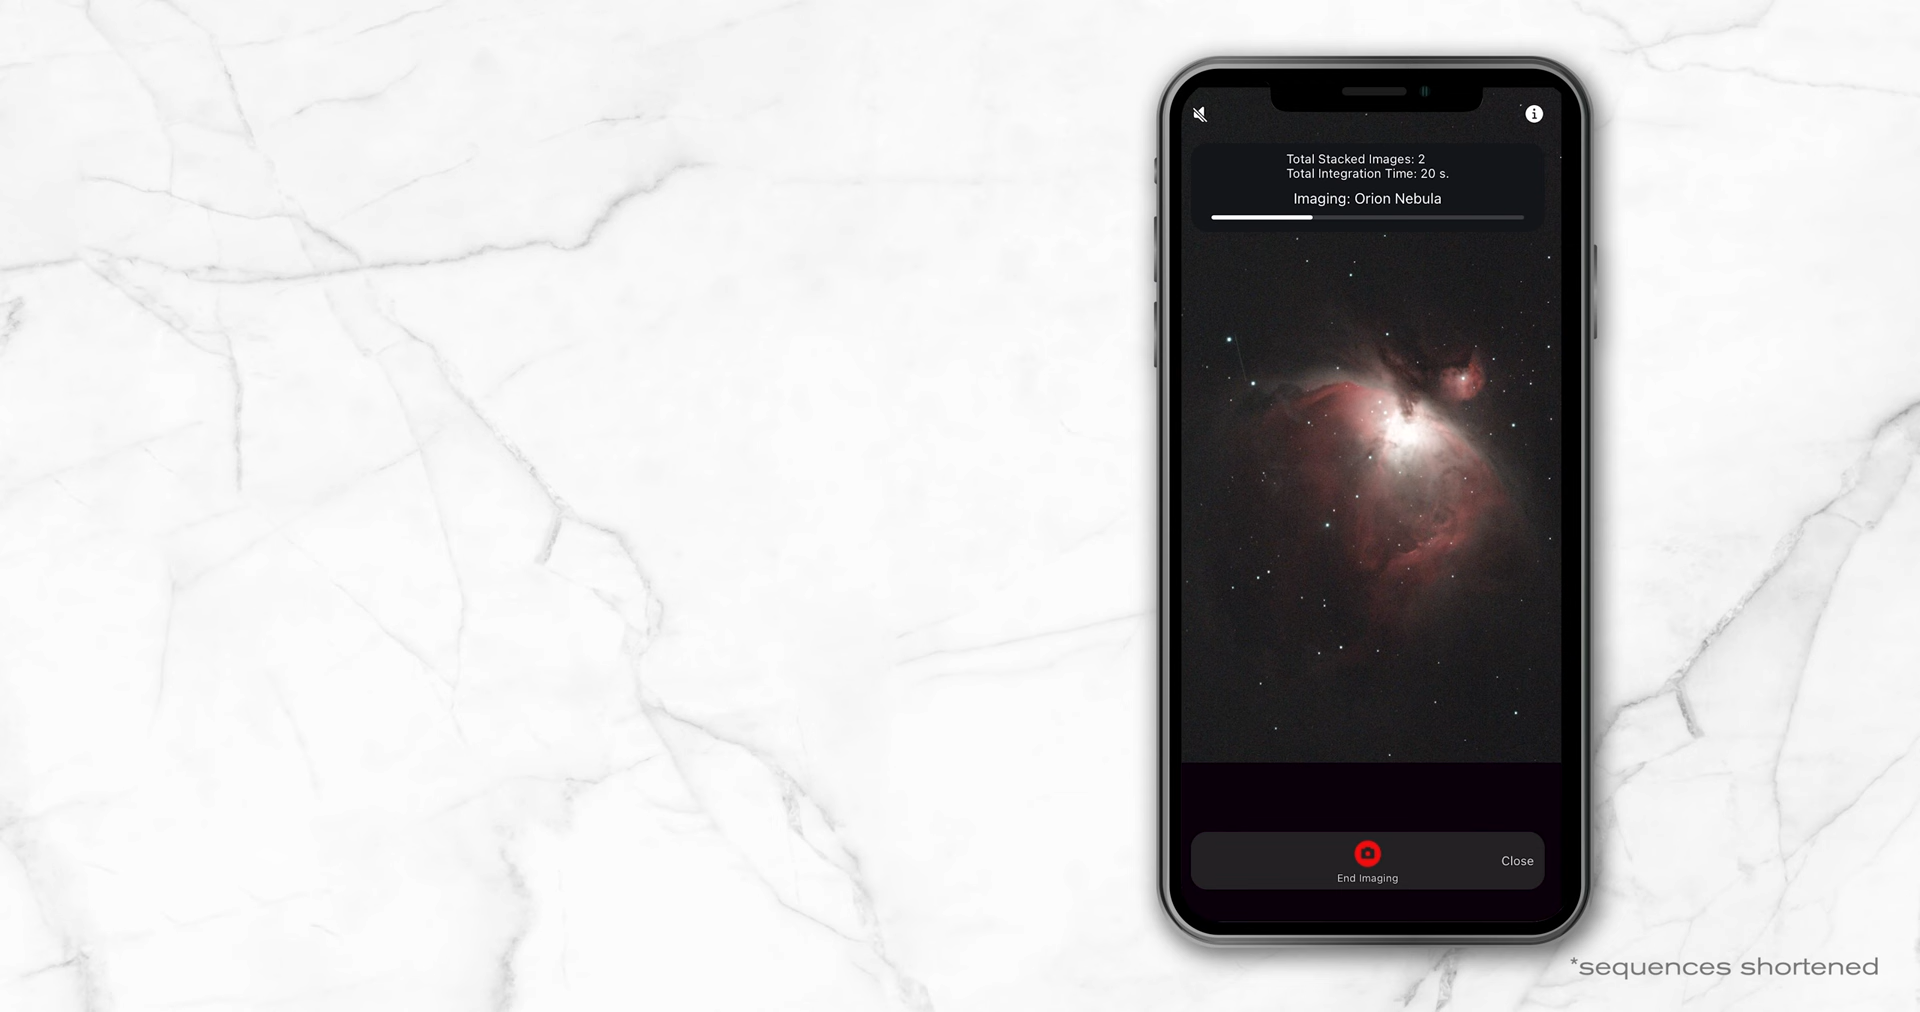 Total Stacked Images: 2
Total Integration Time: 20 s.
Imaging: Orion Nebula
End Imaging
Close
*sequences shortened